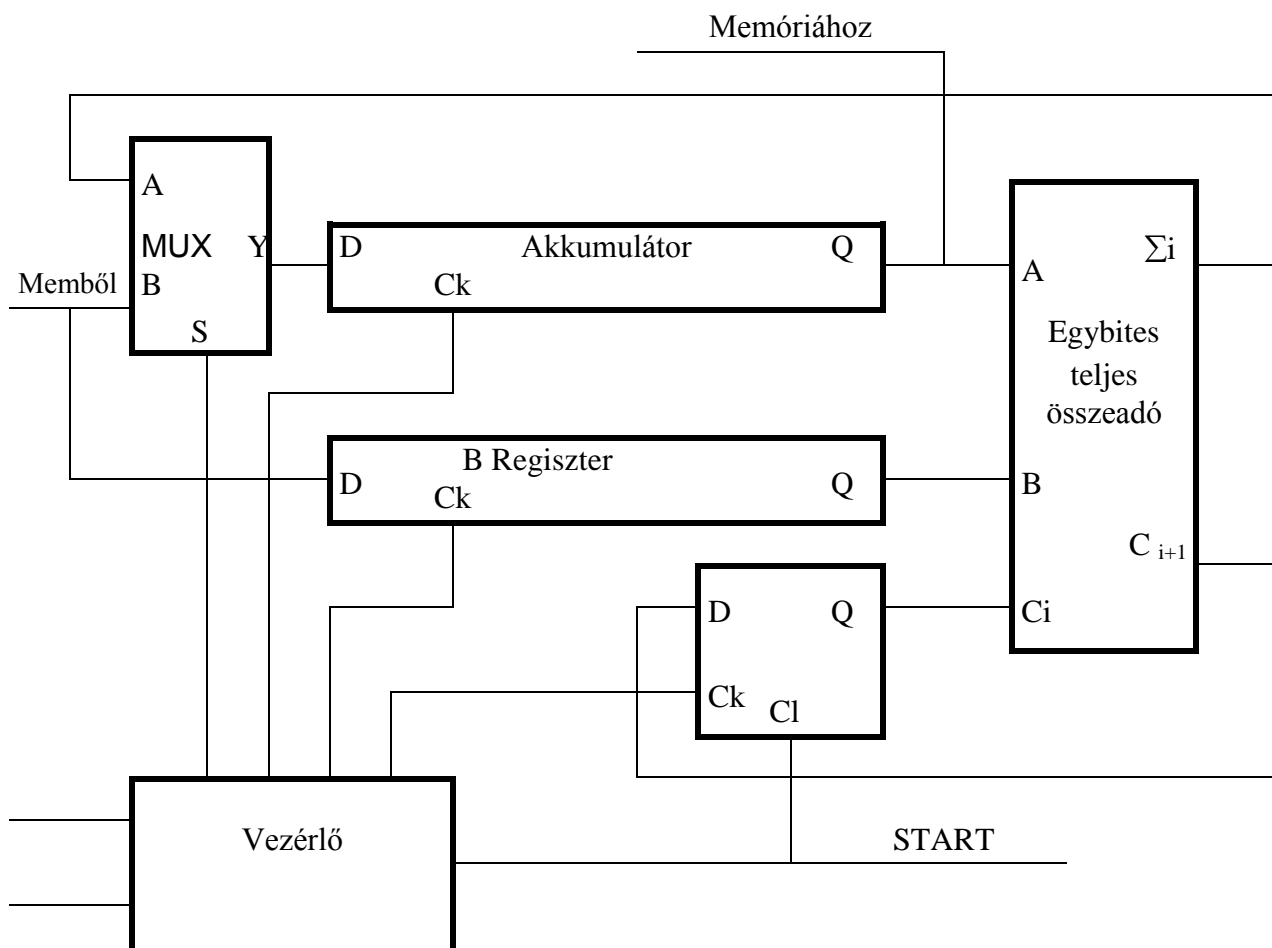 Memóriához
A
MUX Y
Memből
B
S
D Akkumulátor Q
Ck
A
∑i
Egybites
teljes
összeadó
B Regiszter
D Ck Q
B
C i+1
D Q
Ck
Cl
Ci
Vezérlő
START